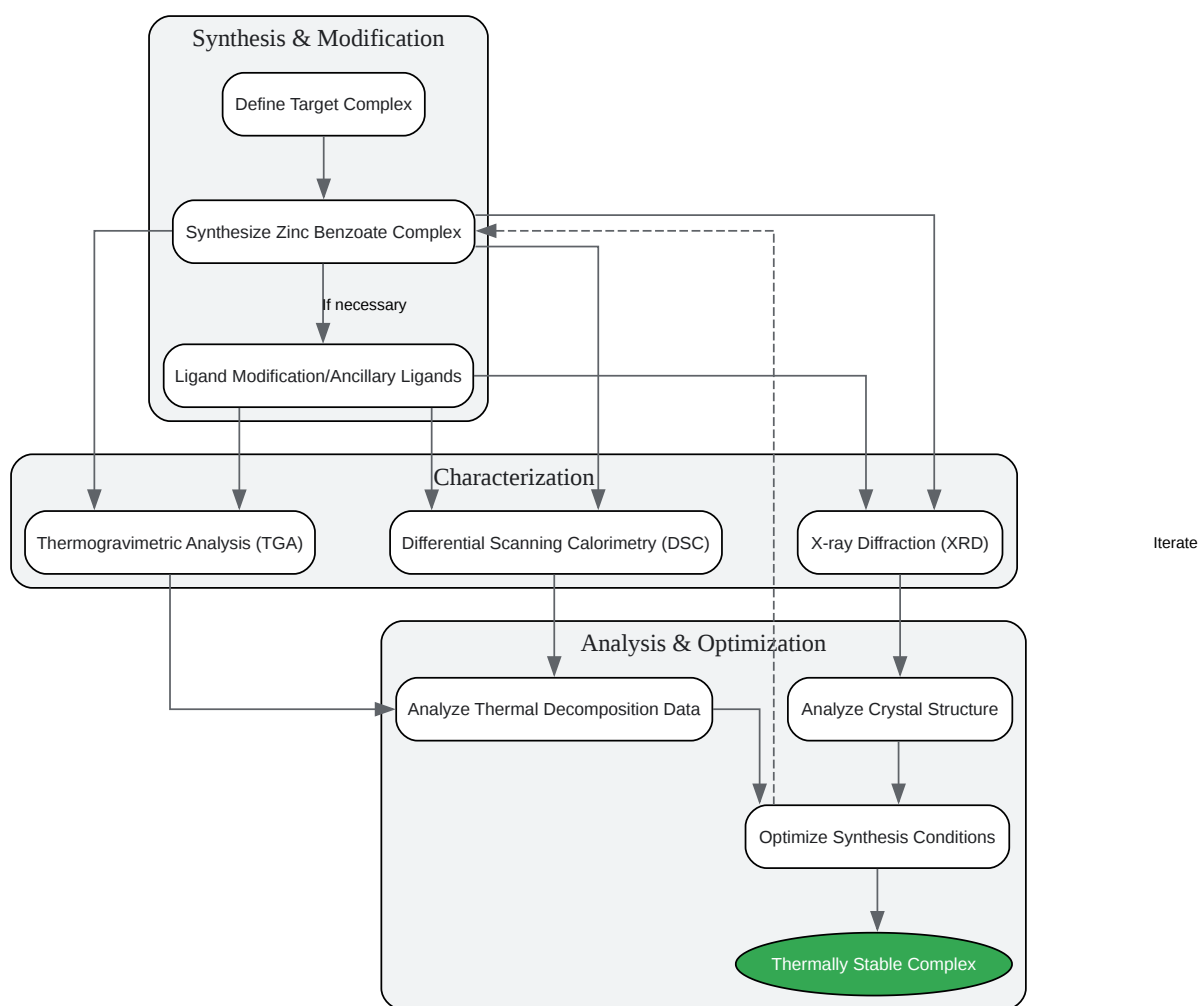 Synthesis & Modification
Define Target Complex
Synthesize Zinc Benzoate Complex
If necessary
Ligand Modification/Ancillary Ligands
Characterization
Thermogravimetric Analysis (TGA)
Differential Scanning Calorimetry (DSC)
X-ray Diffraction (XRD)
Iterate
Analysis & Optimization
Analyze Thermal Decomposition Data
Analyze Crystal Structure
Optimize Synthesis Conditions
Thermally Stable Complex